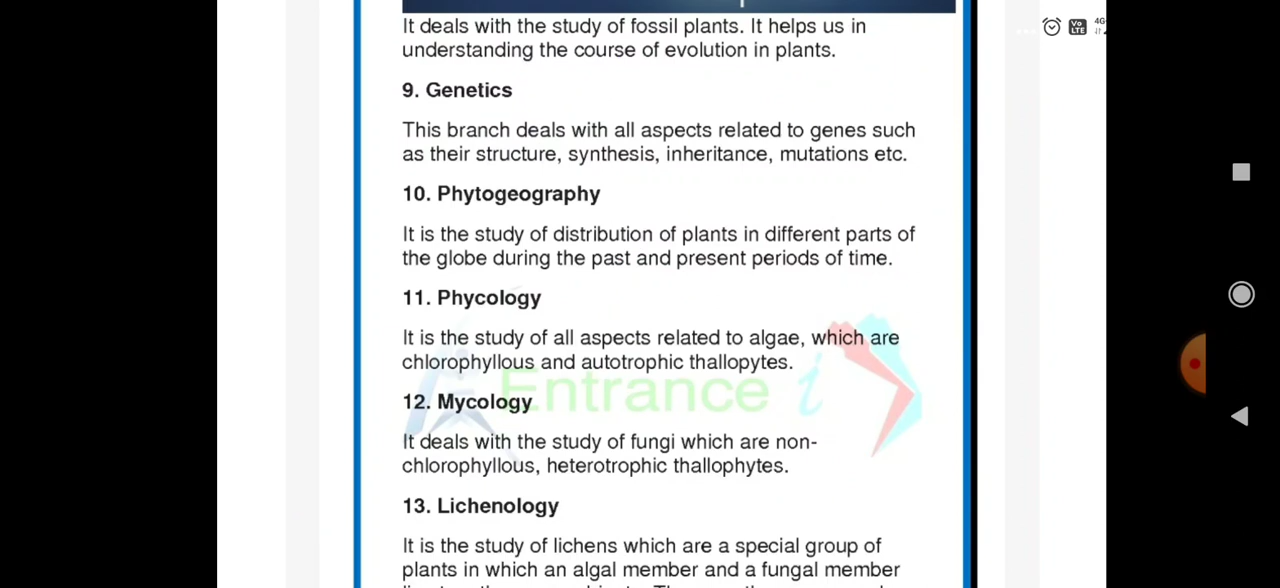 It deals with the study of fossil plants. It helps us in
understanding the course of evolution in plants.
9. Genetics
This branch deals with all aspects related to genes such
as their structure, synthesis, inheritance, mutations etc.
10. Phytogeography
It is the study of distribution of plants in different parts of
the globe during the past and present periods of time.
11. Phycology
It is the study of all aspects related to algae, which are
chlorophyllous and autotrophic thallopytes.
12. Mycology
It deals with the study of fungi which are non-
chlorophyllous, heterotrophic thallophytes.
13. Lichenology
It is the study of lichens which are a special group of
plants in which an algal member and a fungal member
Entrance i
Vo
LTE
4G